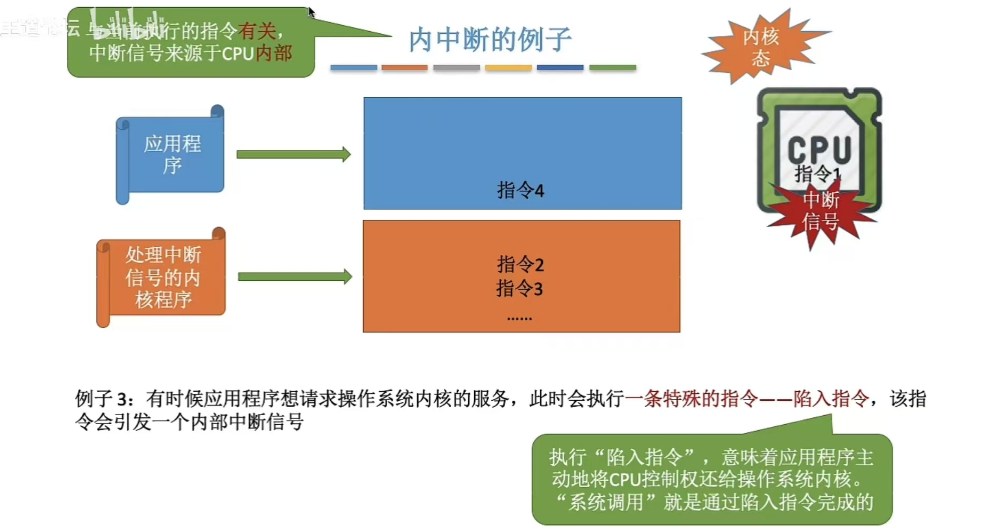 王道论坛
bilibili
与当前执行的指令有关，
中断信号来源于CPU内部
内中断的例子
内核
态
应用程
序
指令4
CPU
指令1
中断
信号
处理中断
信号的内
核程序
指令2
指令3
……
例子 3：有时候应用程序想请求操作系统内核的服务，此时会执行一条特殊的指令——陷入指令，该指
令会引发一个内部中断信号
执行“陷入指令”，意味着应用程序主
动地将CPU控制权还给操作系统内核。
“系统调用”就是通过陷入指令完成的